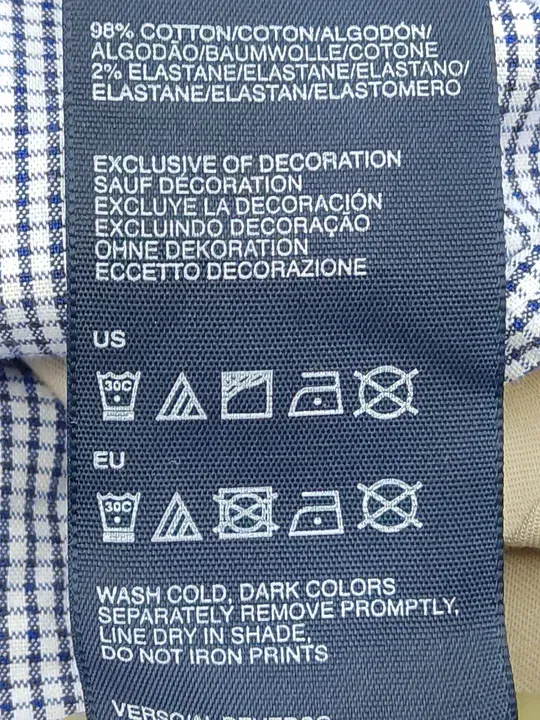 98% COTTON/COTON/ALGODÓN/
ALGODÃO/BAUMWOLLE/COTONE
2% ELASTANE/ELASTANE/ELASTANO/
ELASTANE/ELASTAN/ELASTOMERO
EXCLUSIVE OF DECORATION
SAUF DÉCORATION
EXCLUYE LA DECORACIÓN
EXCLUINDO DECORAÇÃO
OHNE DEKORATION
ECCETTO DECORAZIONE
US
30C
EU
30C
WASH COLD, DARK COLORS
SEPARATELY REMOVE PROMPTLY,
LINE DRY IN SHADE,
DO NOT IRON PRINTS